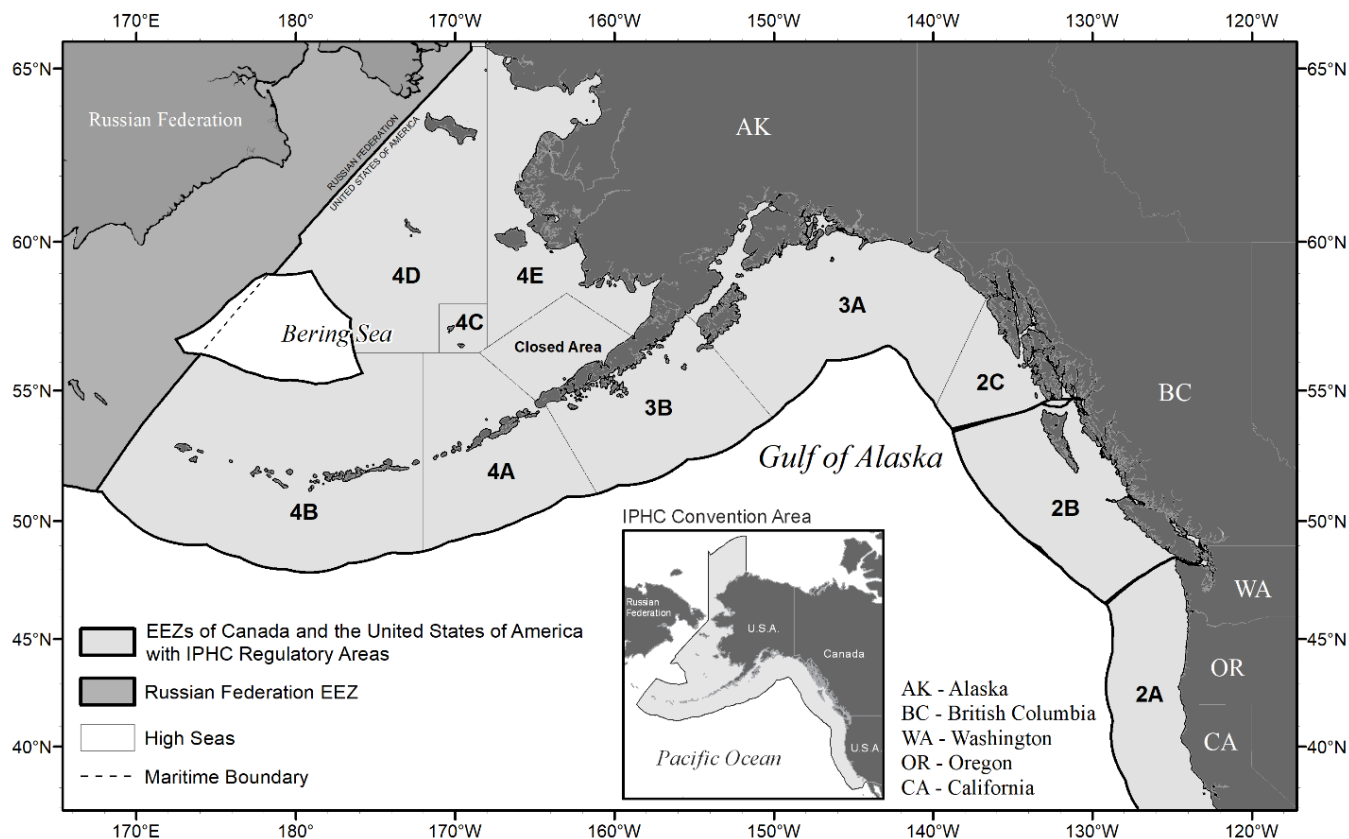 170°E 180° 170°W 160°W 150°W 140°W 130°W 120°W
65°N 65°N
Russian Federation
AK
RUSSIAN FEDERATION
UNITED STATES OF AMERICA
60°N 60°N
4D 4E
3A
4C
Bering Sea
Closed Area
55°N 55°N
2C
BC
3B
Gulf of Alaska
4A
4B
2B
50°N 50°N
IPHC Convention Area
Russian
Federation
U.S.A.
Canada
U.S.A.
Pacific Ocean
WA
EEZs of Canada and the United States of America
with IPHC Regulatory Areas
45°N 45°N
OR
Russian Federation EEZ
2A
High Seas
CA
40°N 40°N
Maritime Boundary
AK - Alaska
BC - British Columbia
WA - Washington
OR - Oregon
CA - California
170°E 180° 170°W 160°W 150°W 140°W 130°W 120°W